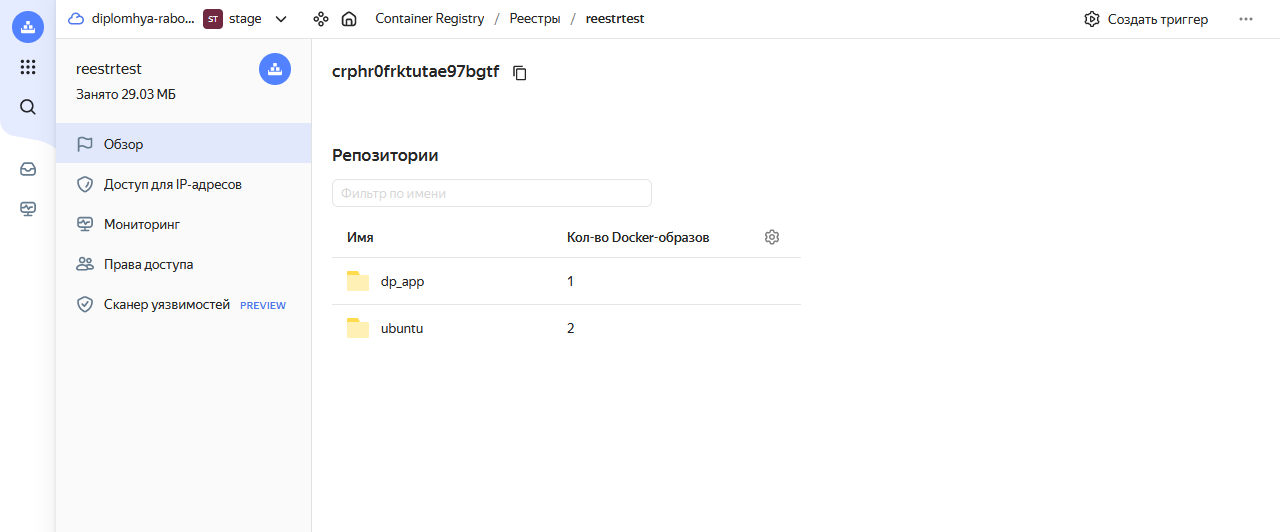 diplomhya-rabo... ST stage Container Registry / Реестры / reestrtest Создать триггер
reestrtest
Занято 29.03 МБ
Обзор
Доступ для IP-адресов
Мониторинг
Права доступа
Сканер уязвимостей PREVIEW
crphr0frktutae97bgtf
Репозитории
Фильтр по имени
Имя Кол-во Docker-образов
dp_app 1
ubuntu 2